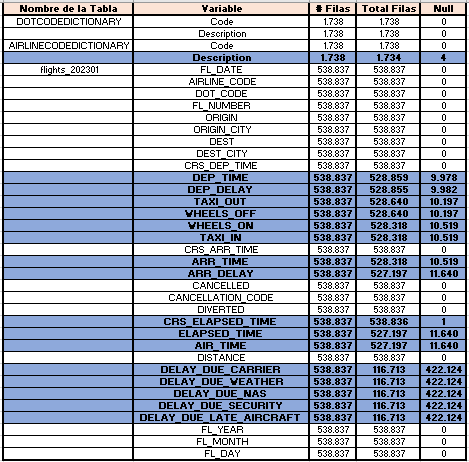 Nombre de la Tabla Variable # Filas Total Filas Null
DOTCODEDICTIONARY Code 1.738 1.738 0
Description 1.738 1.738 0
AIRLINECODEDICTIONARY Code 1.738 1.738 0
Description 1.738 1.734 4
flights_202301 FL_DATE 538.837 538.837 0
AIRLINE_CODE 538.837 538.837 0
DOT_CODE 538.837 538.837 0
FL_NUMBER 538.837 538.837 0
ORIGIN 538.837 538.837 0
ORIGIN_CITY 538.837 538.837 0
DEST 538.837 538.837 0
DEST_CITY 538.837 538.837 0
CRS_DEP_TIME 538.837 538.837 0
DEP_TIME 538.837 528.859 9.978
DEP_DELAY 538.837 528.855 9.982
TAXI_OUT 538.837 528.640 10.197
WHEELS_OFF 538.837 528.640 10.197
WHEELS_ON 538.837 528.318 10.519
TAXI_IN 538.837 528.318 10.519
CRS_ARR_TIME 538.837 538.837 0
ARR_TIME 538.837 528.318 10.519
ARR_DELAY 538.837 527.197 11.640
CANCELLED 538.837 538.837 0
CANCELLATION_CODE 538.837 538.837 0
DIVERTED 538.837 538.837 0
CRS_ELAPSED_TIME 538.837 538.836 1
ELAPSED_TIME 538.837 527.197 11.640
AIR_TIME 538.837 527.197 11.640
DISTANCE 538.837 538.837 0
DELAY_DUE_CARRIER 538.837 116.713 422.124
DELAY_DUE_WEATHER 538.837 116.713 422.124
DELAY_DUE_NAS 538.837 116.713 422.124
DELAY_DUE_SECURITY 538.837 116.713 422.124
DELAY_DUE_LATE_AIRCRAFT 538.837 116.713 422.124
FL_YEAR 538.837 538.837 0
FL_MONTH 538.837 538.837 0
FL_DAY 538.837 538.837 0